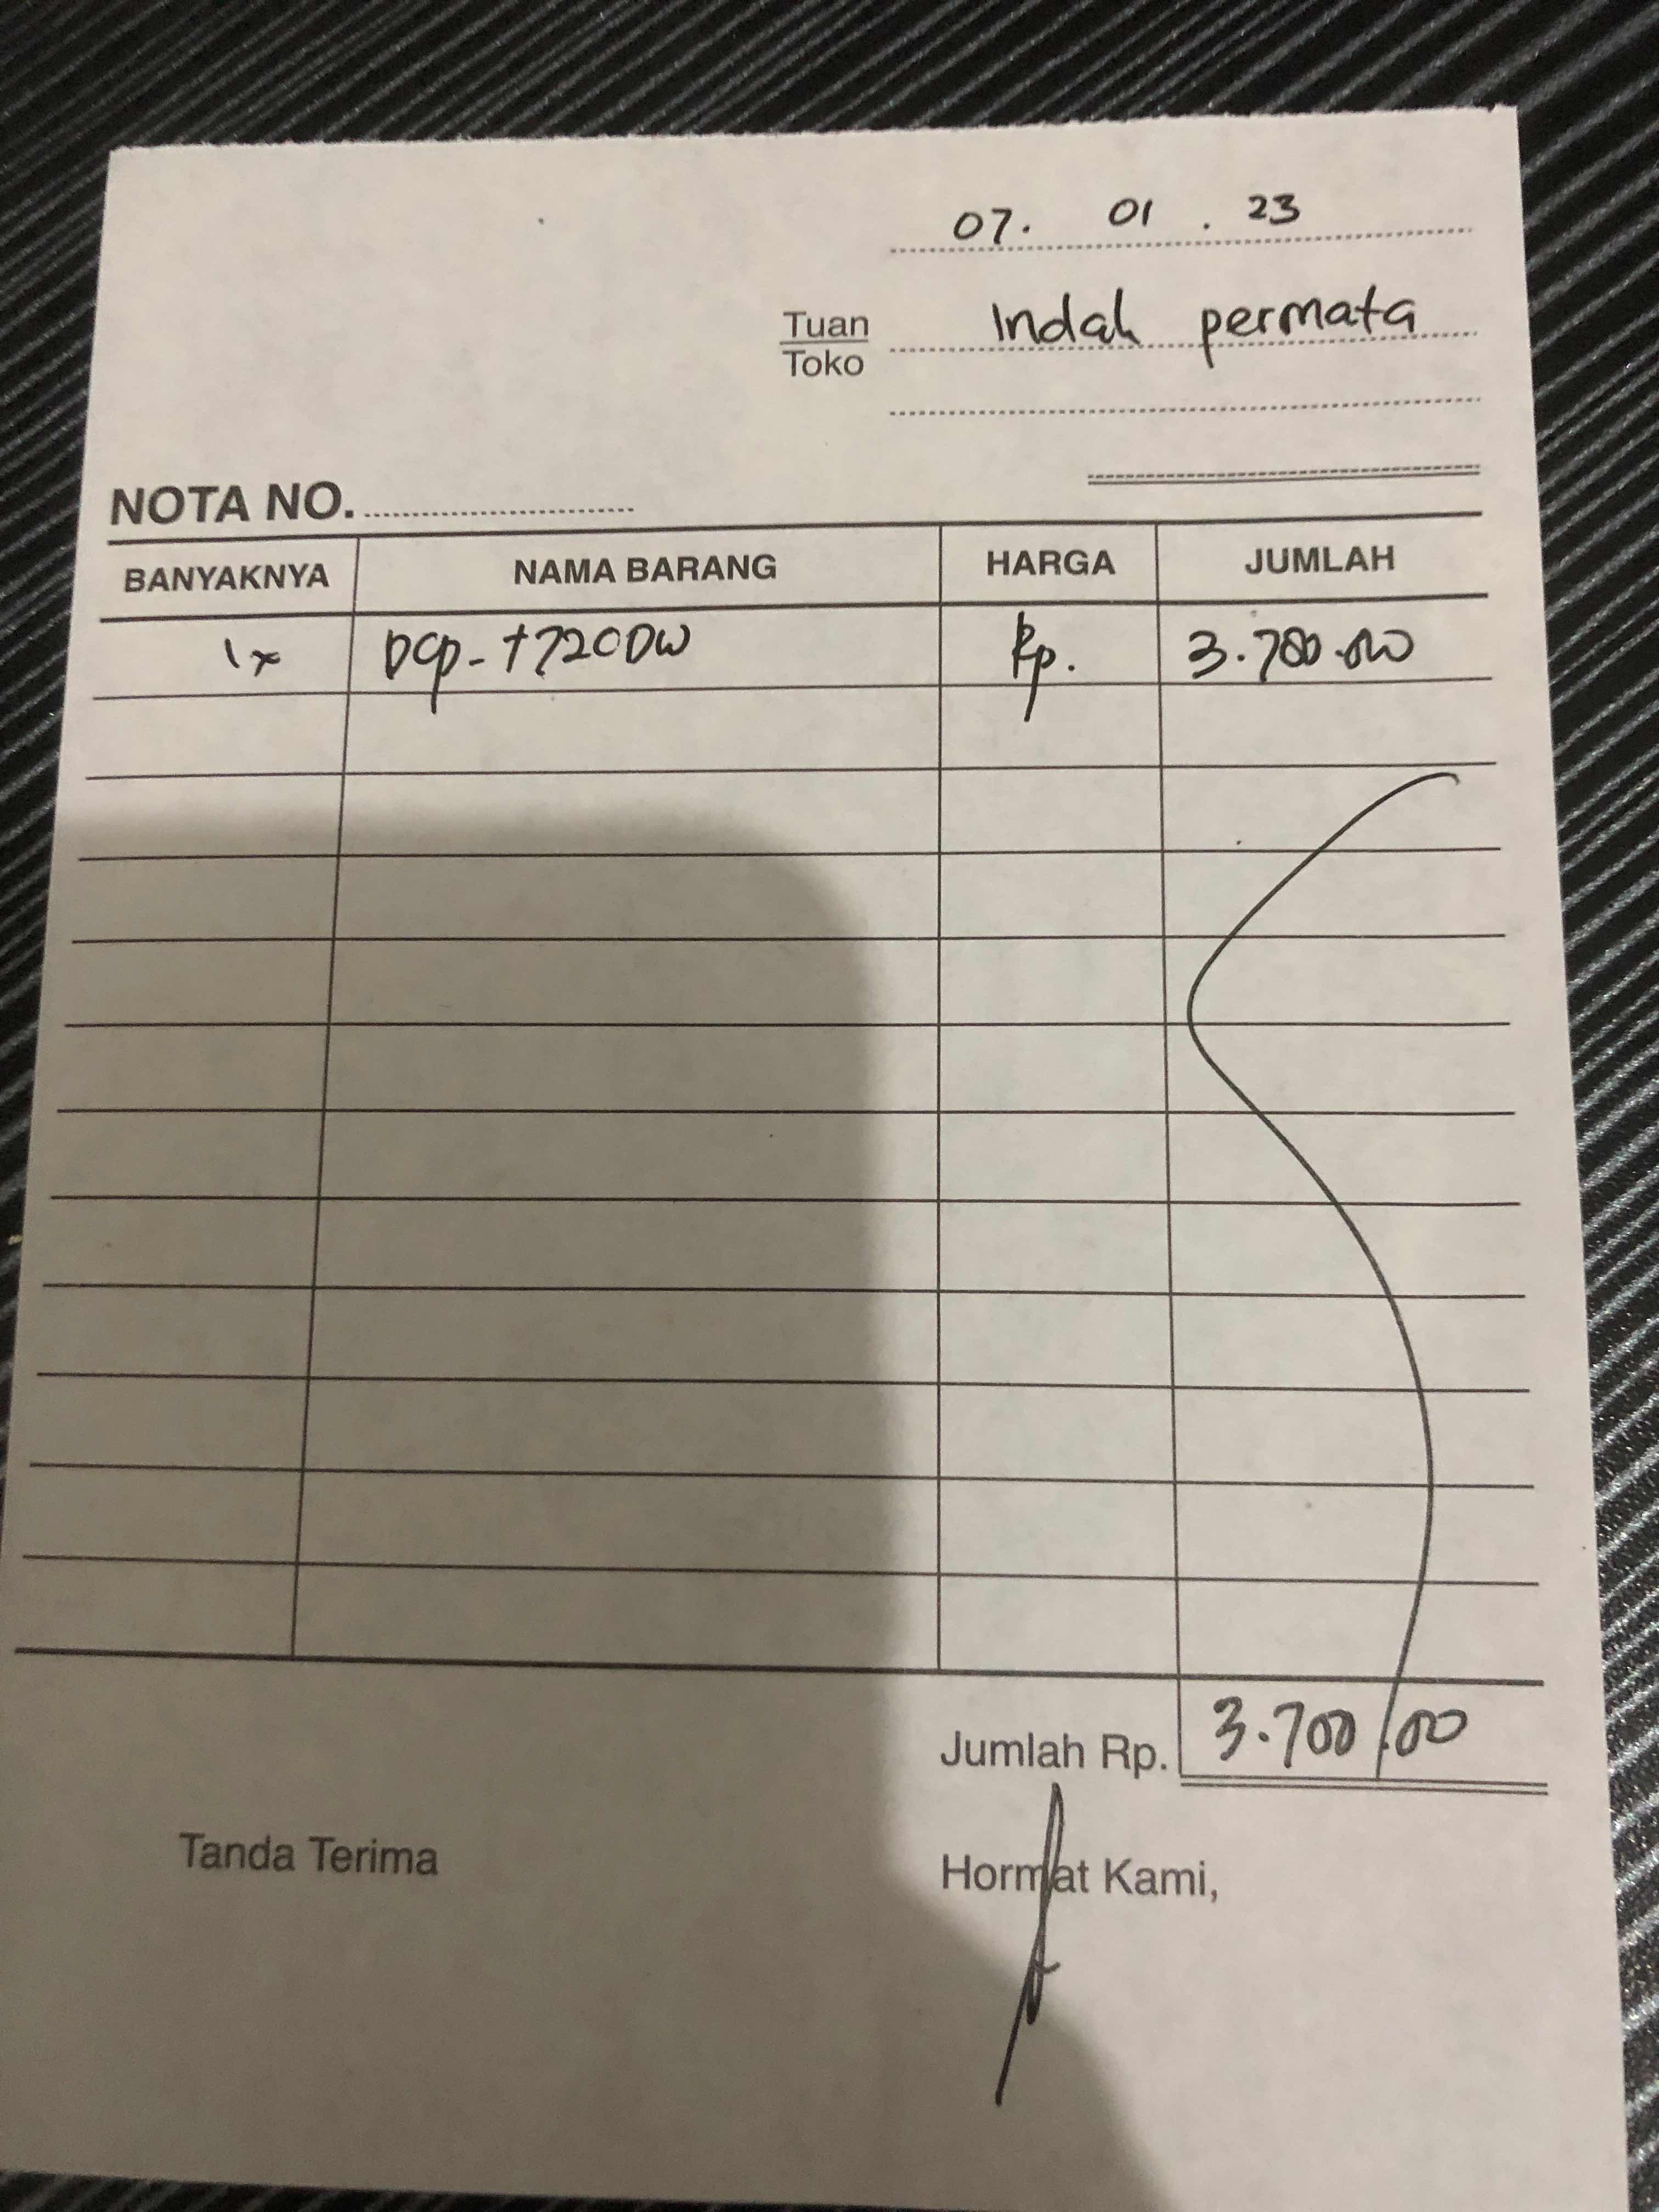 07. 01 . 23
Tuan
Toko
Indah permata
NOTA NO.
BANYAKNYA NAMA BARANG HARGA JUMLAH
1x DCP-T720DW Rp. 3.700.000
Jumlah Rp. 3.700.00
Tanda Terima Hormat Kami,